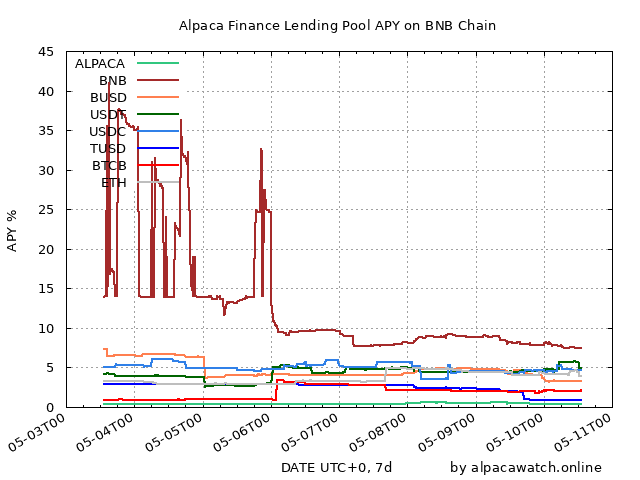 Alpaca Finance Lending Pool APY on BNB Chain
APY %
45
40
35
30
25
20
15
10
5
0
ALPACA
BNB
BUSD
USDT
USDC
TUSD
BTCB
ETH
05-03T00
05-04T00
05-05T00
05-06T00
05-07T00
05-08T00
05-09T00
05-10T00
05-11T00
DATE UTC+0, 7d
by alpacawatch.online